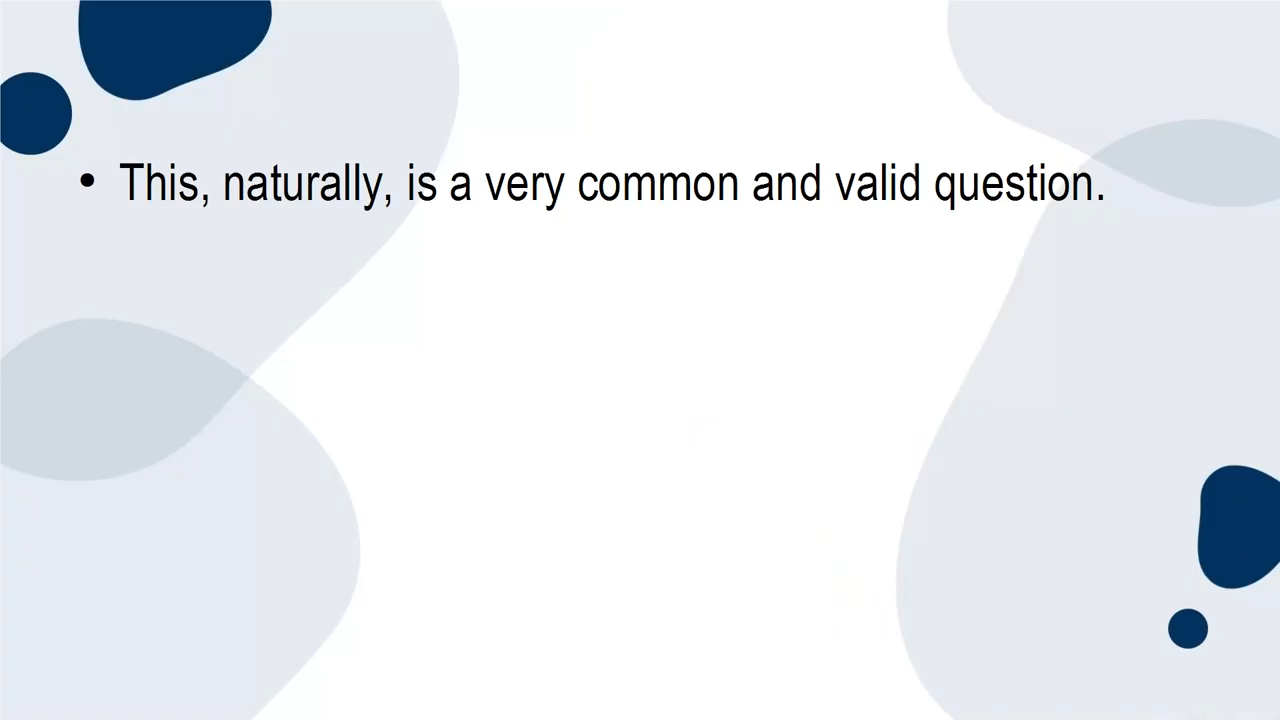 • This, naturally, is a very common and valid question.